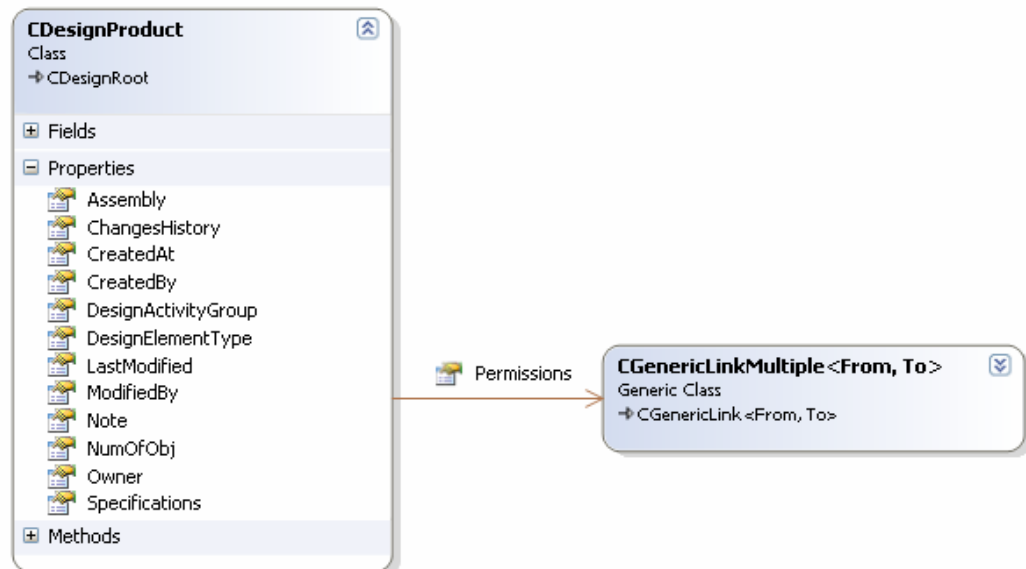 CDesignProduct
Class
CDesignRoot
Fields
Properties
Assembly
ChangesHistory
CreatedAt
CreatedBy
DesignActivityGroup
DesignElementType
LastModified
ModifiedBy
Note
NumOfObj
Owner
Specifications
Methods
Permissions
CGenericLinkMultiple<From, To>
Generic Class
CGenericLink <From, To>